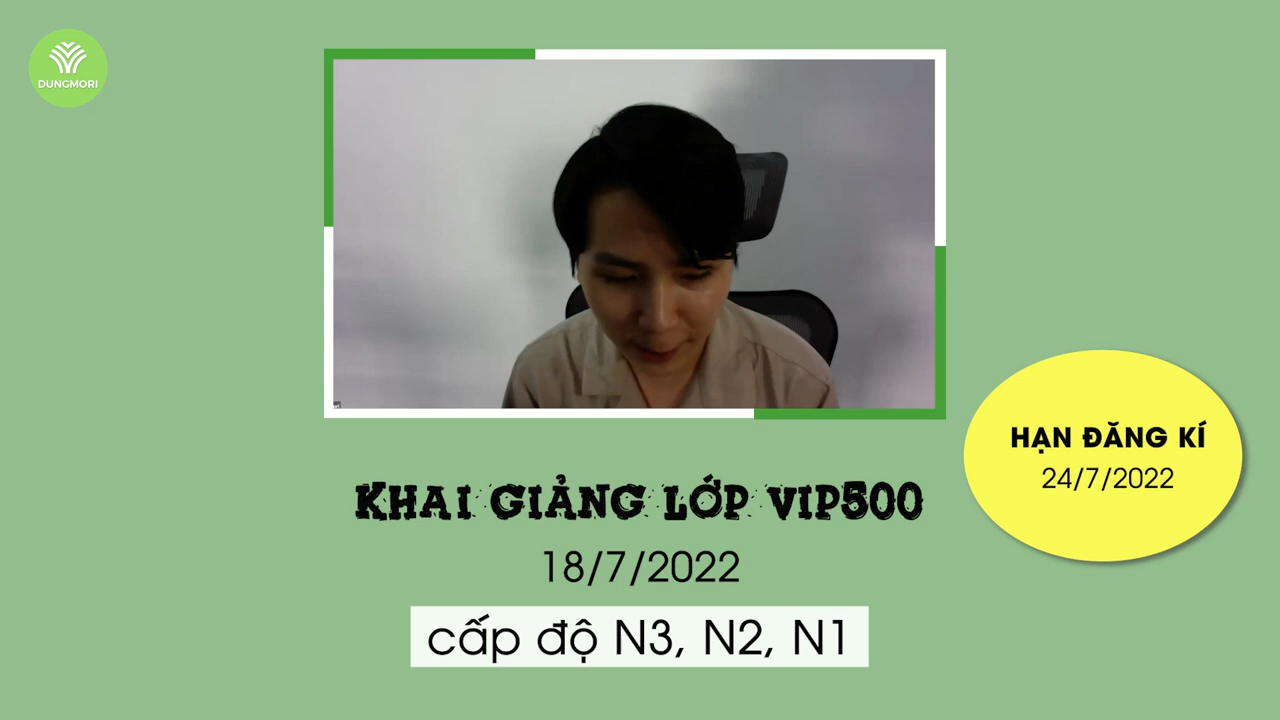 DUNGMORI
HẠN ĐĂNG KÍ
24/7/2022
KHAI GIẢNG LỚP VIP500
18/7/2022
cấp độ N3, N2, N1